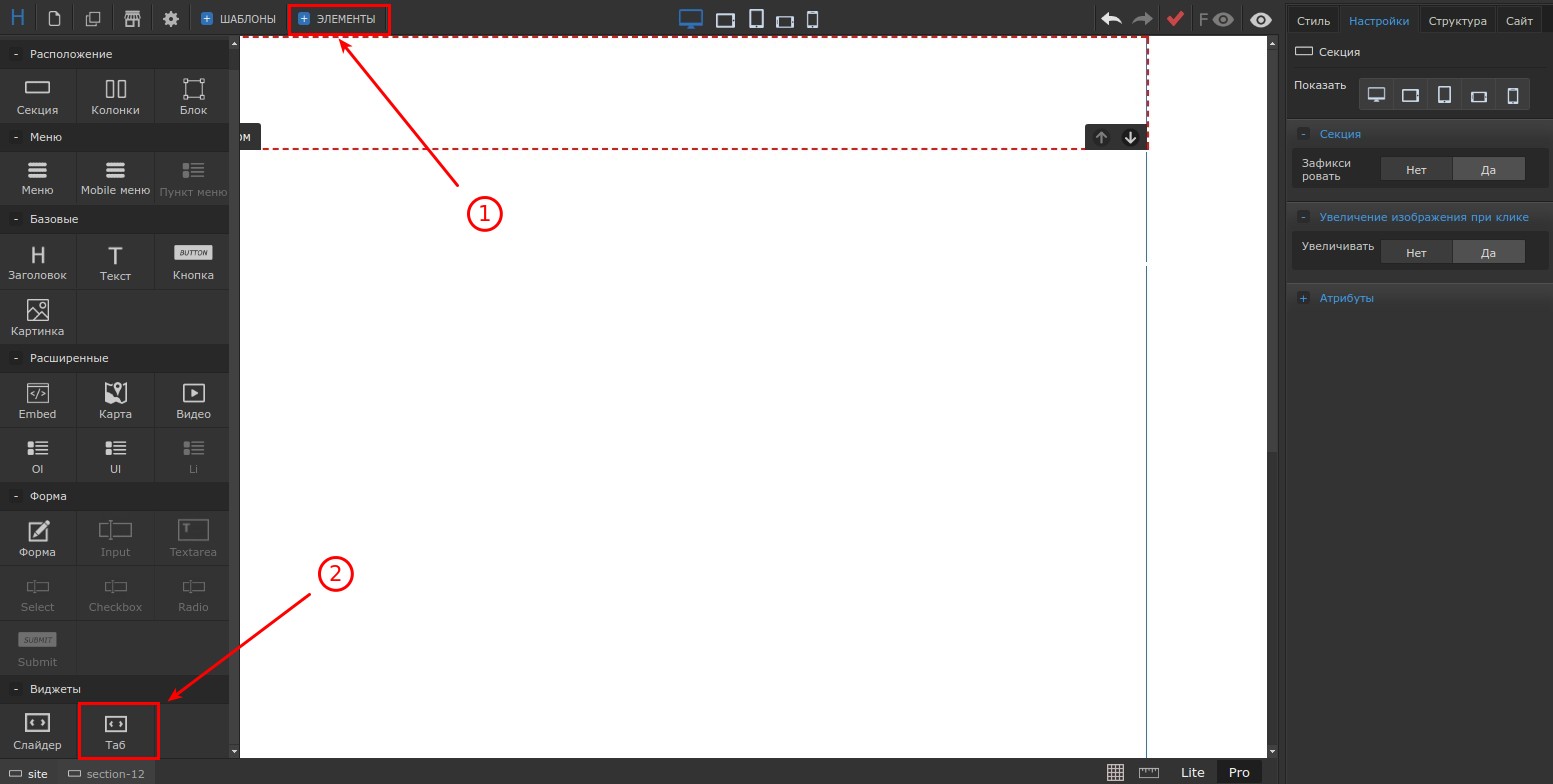 H
ШАБЛОНЫ
ЭЛЕМЕНТЫ
F
Стиль
Настройки
Структура
Сайт
Расположение
Секция
Колонки
Блок
Меню
Меню
Mobile меню
Пункт меню
Базовые
H
T
BUTTON
Заголовок
Текст
Кнопка
Картинка
Расширенные
Embed
Карта
Видео
Ol
Ul
Li
Форма
Форма
Input
T
Textarea
Select
Checkbox
Radio
SUBMIT
Submit
Виджеты
Слайдер
Таб
ом
1
2
Секция
Показать
Секция
Зафикси
ровать
Нет
Да
Увеличение изображения при клике
Увеличивать
Нет
Да
Атрибуты
site
section-12
Lite
Pro